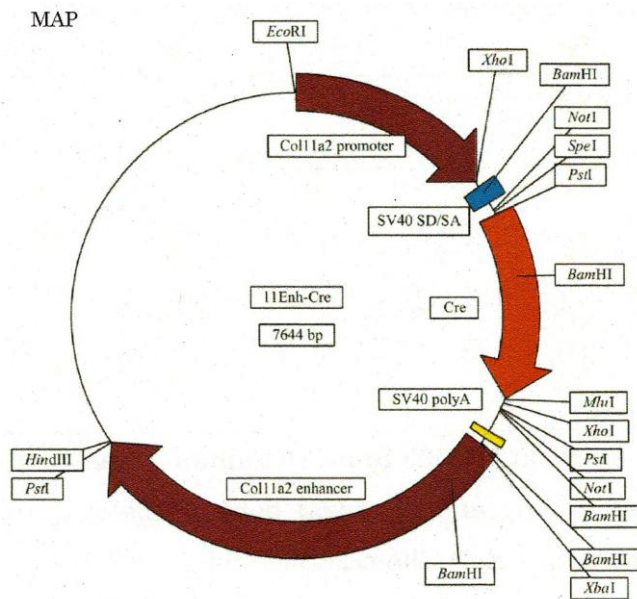 MAP
EcoRI
XhoI
BamHI
NotI
SpeI
PstI
Col11a2 promoter
SV40 SD/SA
BamHI
11Enh-Cre
7644 bp
Cre
SV40 polyA
MluI
XhoI
PstI
NotI
BamHI
BamHI
XbaI
HindIII
PstI
Col11a2 enhancer
BamHI